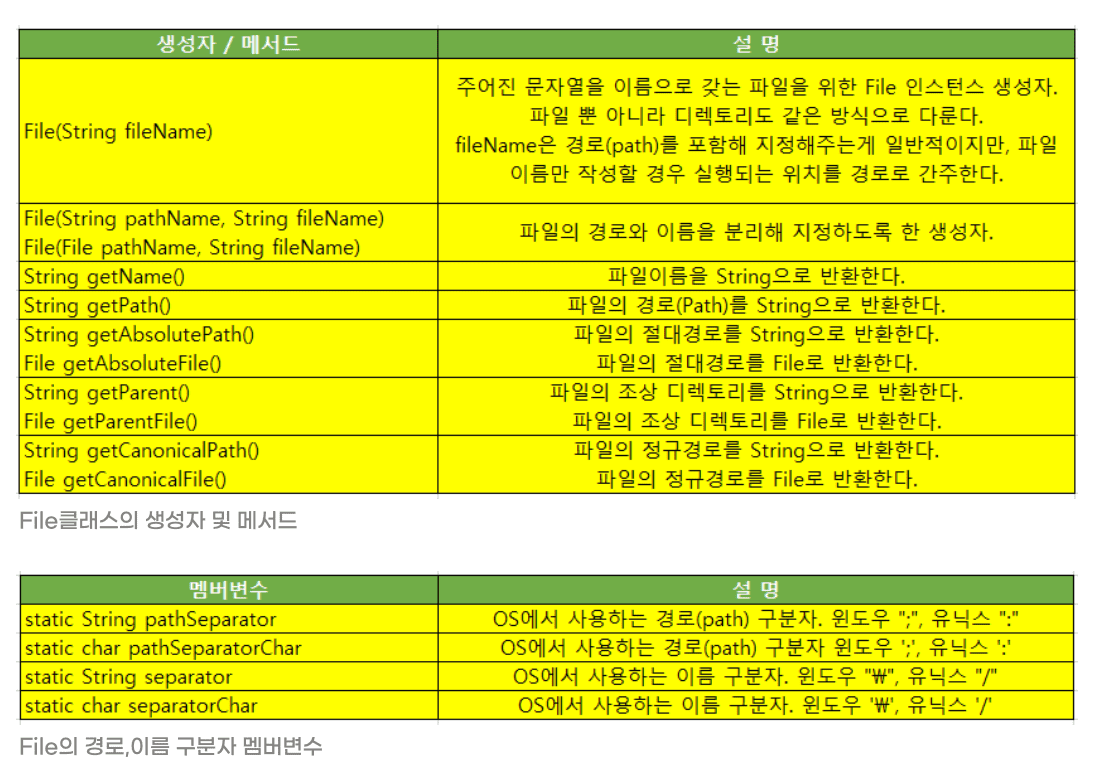 생성자 / 메서드
설 명
File(String fileName)
주어진 문자열을 이름으로 갖는 파일을 위한 File 인스턴스 생성자.
파일 뿐 아니라 디렉토리도 같은 방식으로 다룬다.
fileName은 경로(path)를 포함해 지정해주는게 일반적이지만, 파일
이름만 작성할 경우 실행되는 위치를 경로로 간주한다.
File(String pathName, String fileName)
File(File pathName, String fileName)
파일의 경로와 이름을 분리해 지정하도록 한 생성자.
String getName()
파일이름을 String으로 반환한다.
String getPath()
파일의 경로(Path)를 String으로 반환한다.
String getAbsolutePath()
파일의 절대경로를 String으로 반환한다.
File getAbsoluteFile()
파일의 절대경로를 File로 반환한다.
String getParent()
파일의 조상 디렉토리를 String으로 반환한다.
File getParentFile()
파일의 조상 디렉토리를 File로 반환한다.
String getCanonicalPath()
파일의 정규경로를 String으로 반환한다.
File getCanonicalFile()
파일의 정규경로를 File로 반환한다.
File클래스의 생성자 및 메서드
멤버변수
설 명
static String pathSeparator
OS에서 사용하는 경로(path) 구분자. 윈도우 ";", 유닉스 ":"
static char pathSeparatorChar
OS에서 사용하는 경로(path) 구분자 윈도우 ';', 유닉스 ':'
static String separator
OS에서 사용하는 이름 구분자. 윈도우 "₩", 유닉스 "/"
static char separatorChar
OS에서 사용하는 이름 구분자. 윈도우 '₩', 유닉스 '/'
File의 경로,이름 구분자 멤버변수